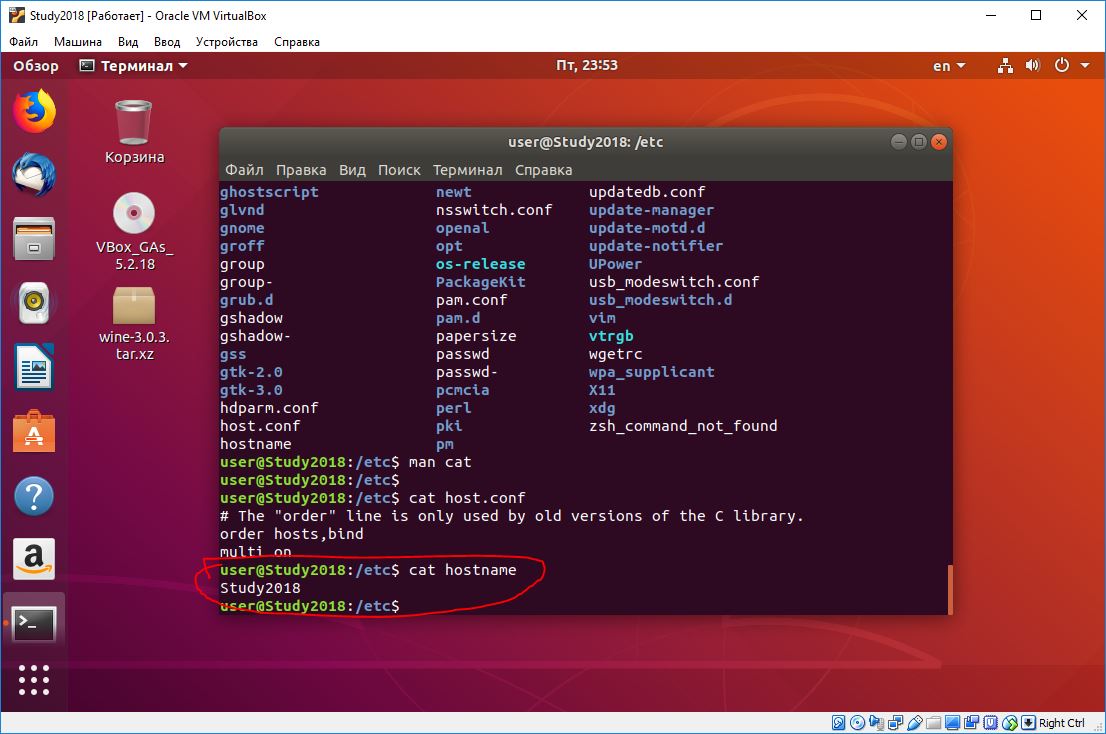 Study2018 [Работает] - Oracle VM VirtualBox
Файл Машина Вид Ввод Устройства Справка
Обзор Терминал Пт, 23:53 en
Корзина
VBox_GAs_
5.2.18
wine-3.0.3.
tar.xz
user@Study2018: /etc
Файл Правка Вид Поиск Терминал Справка
ghostscript newt updatedb.conf
glvnd nsswitch.conf update-manager
gnome openal update-motd.d
groff opt update-notifier
group os-release UPower
group- PackageKit usb_modeswitch.conf
grub.d pam.conf usb_modeswitch.d
gshadow pam.d vim
gshadow- papersize vtrgb
gss passwd wgetrc
gtk-2.0 passwd- wpa_supplicant
gtk-3.0 pcmcia X11
hdparm.conf perl xdg
host.conf pki zsh_command_not_found
hostname pm
user@Study2018:/etc$ man cat
user@Study2018:/etc$
user@Study2018:/etc$ cat host.conf
# The "order" line is only used by old versions of the C library.
order hosts,bind
multi on
user@Study2018:/etc$ cat hostname
Study2018
user@Study2018:/etc$
Right Ctrl